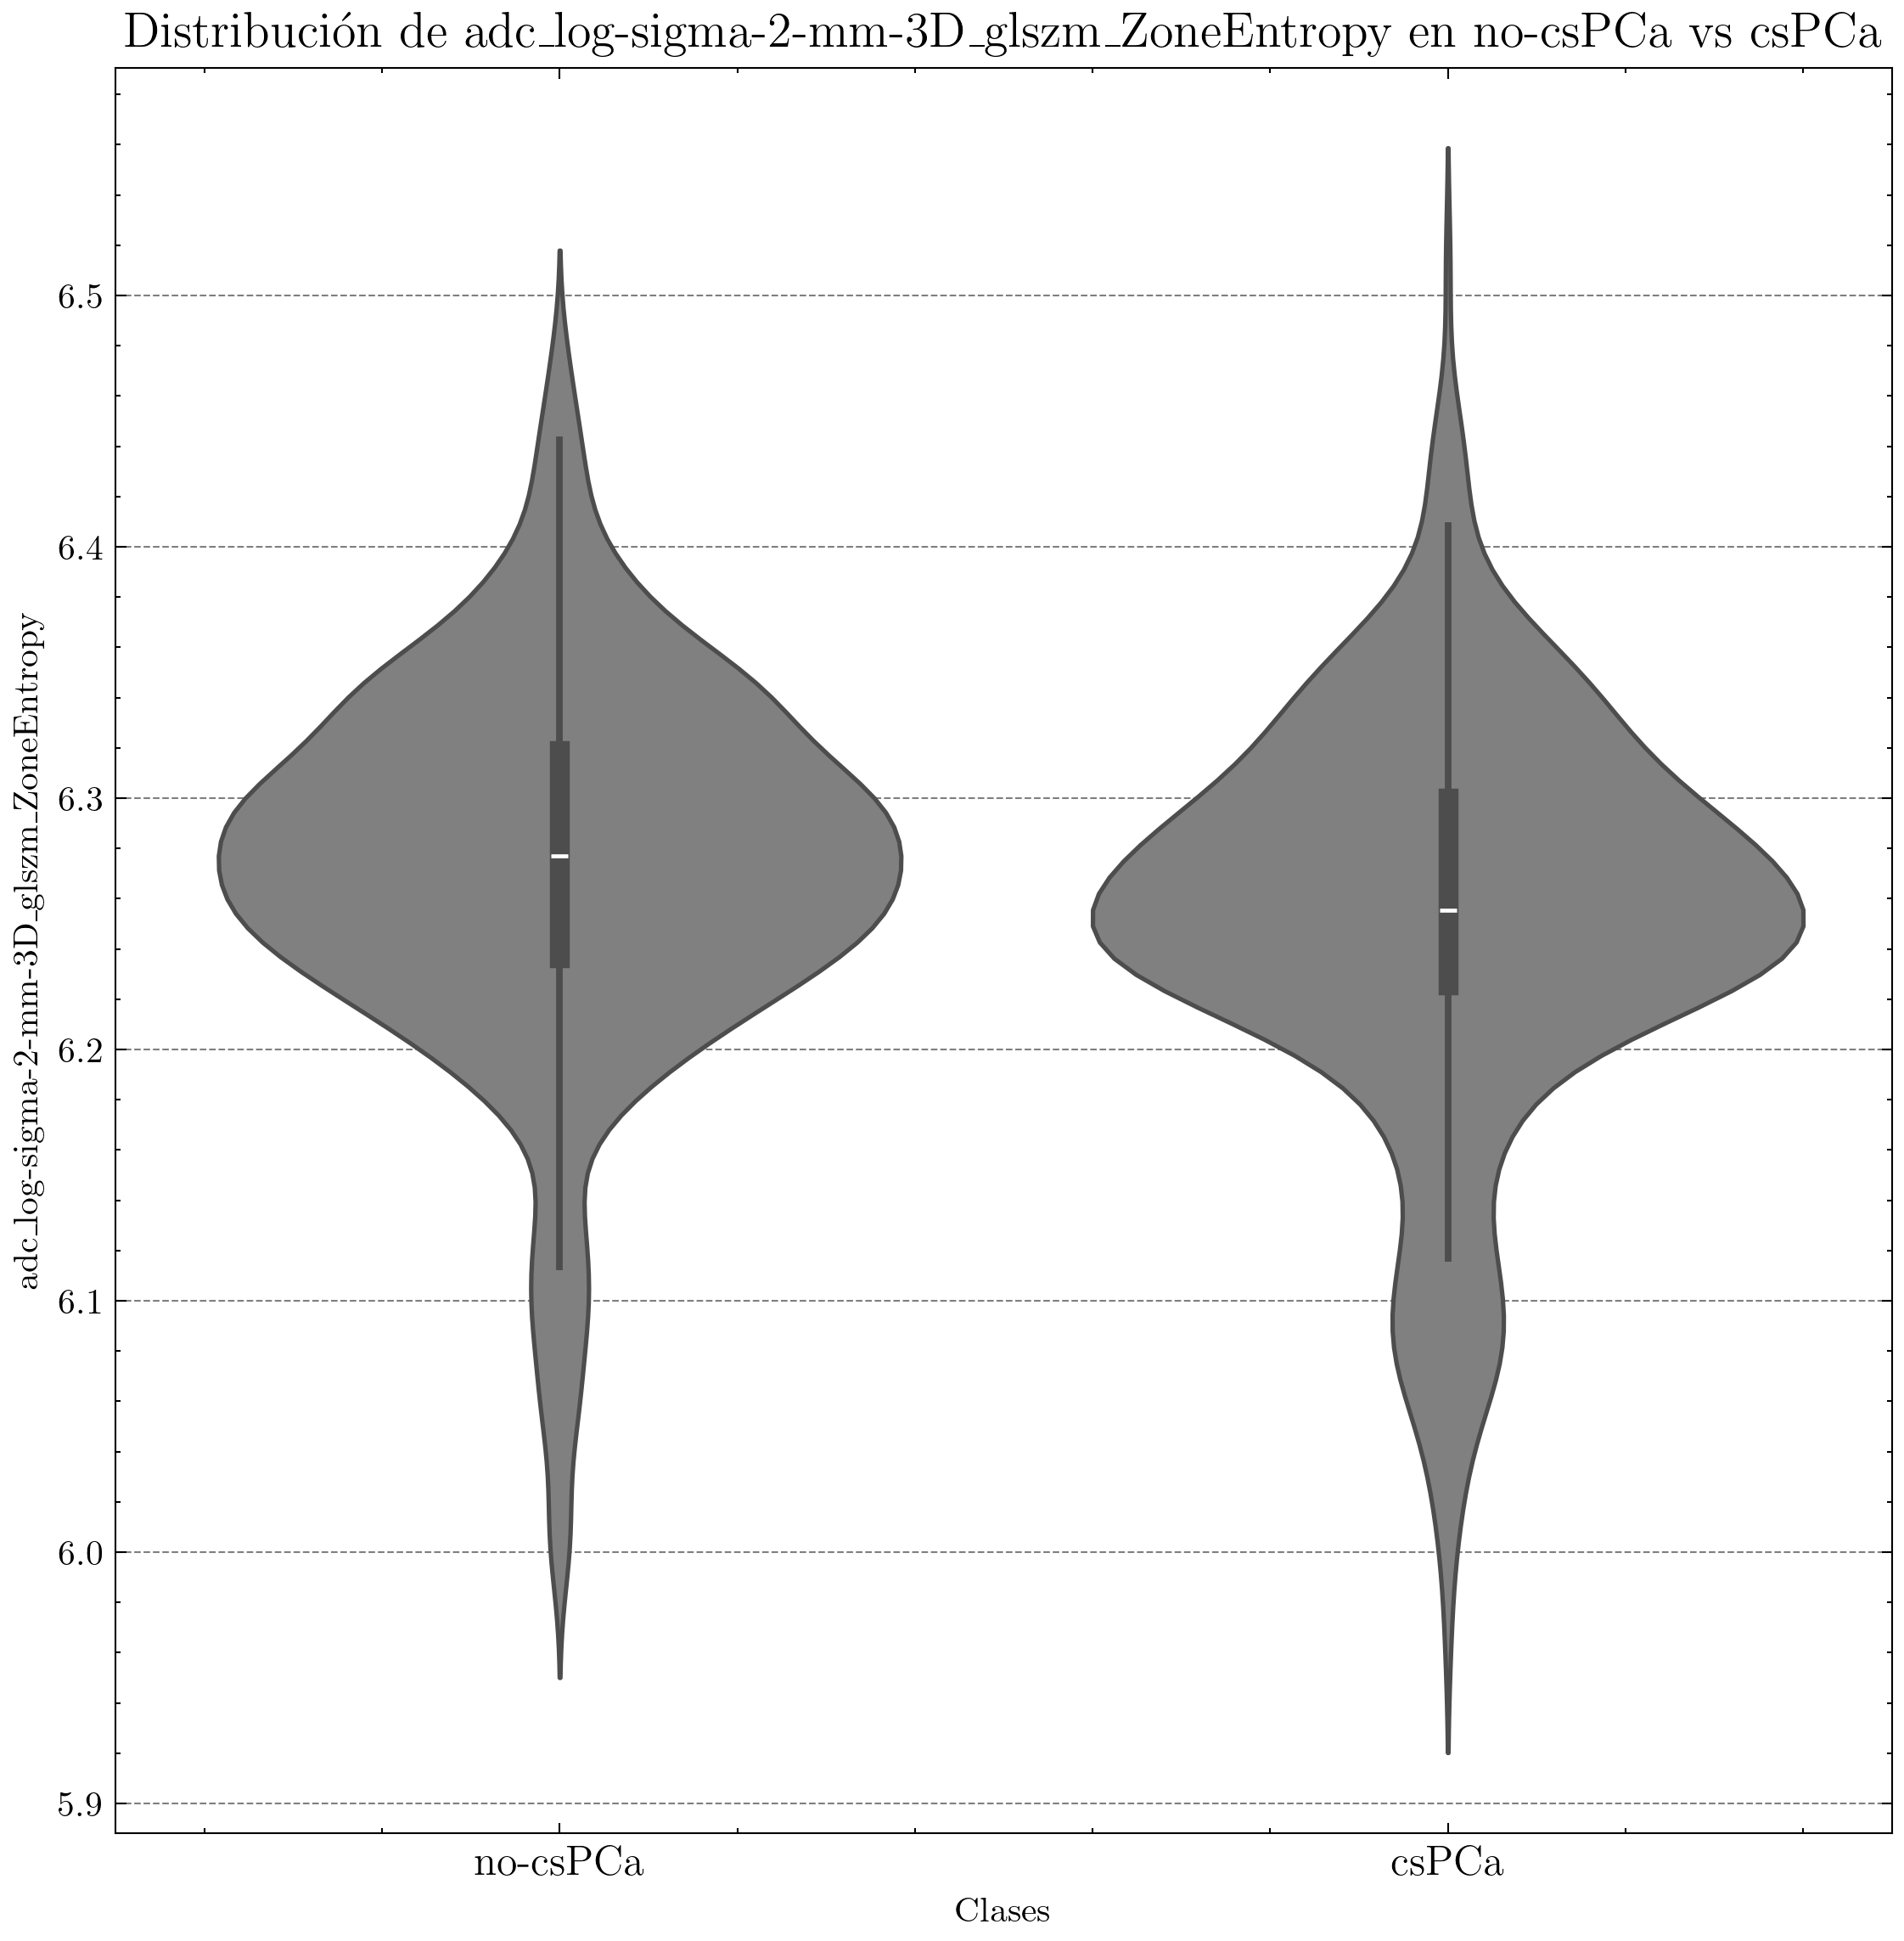 Distribución de adc_log-sigma-2-mm-3D_glszm_ZoneEntropy en no-csPCa vs csPCa
adc_log-sigma-2-mm-3D_glszm_ZoneEntropy
6.5
6.4
6.3
6.2
6.1
6.0
5.9
no-csPCa csPCa
Clases